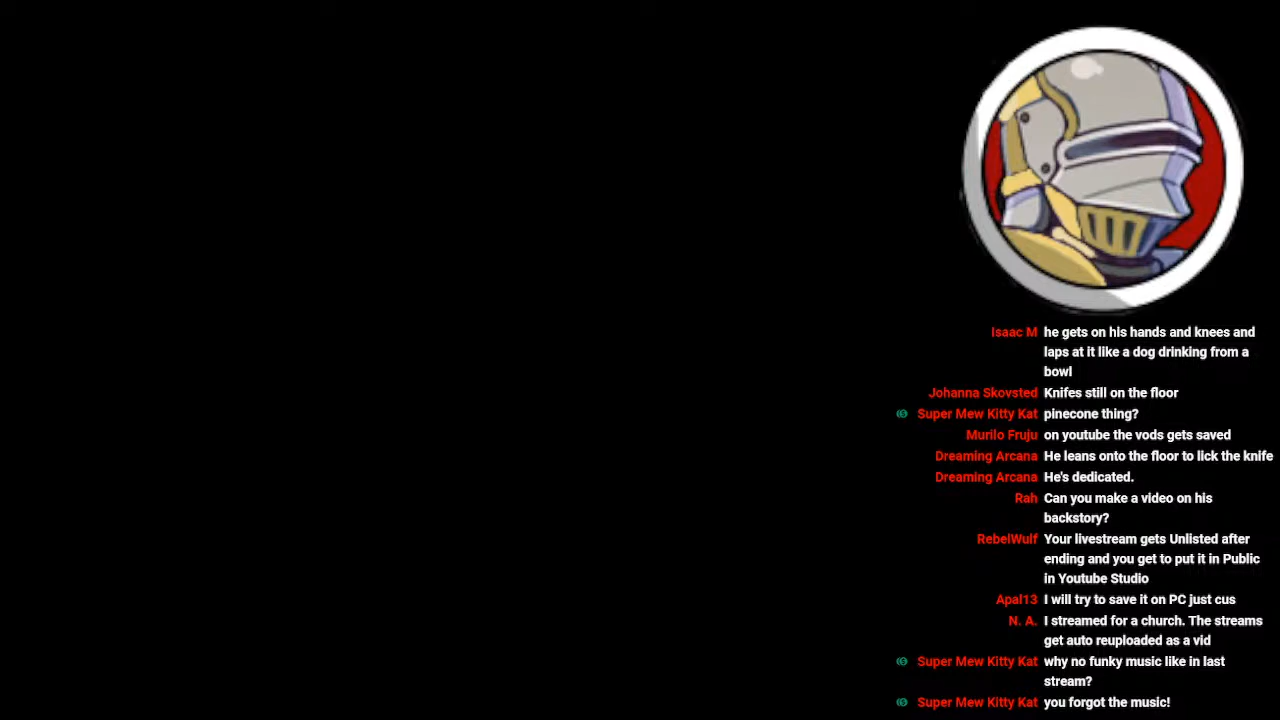 Isaac M he gets on his hands and knees and
laps at it like a dog drinking from a
bowl
Johanna Skovsted Knifes still on the floor
Super Mew Kitty Kat pinecone thing?
Murilo Fruju on youtube the vods gets saved
Dreaming Arcana He leans onto the floor to lick the knife
Dreaming Arcana He's dedicated.
Rah Can you make a video on his
backstory?
RebelWulf Your livestream gets Unlisted after
ending and you get to put it in Public
in Youtube Studio
Apal13 I will try to save it on PC just cus
N. A. I streamed for a church. The streams
get auto reuploaded as a vid
Super Mew Kitty Kat why no funky music like in last
stream?
Super Mew Kitty Kat you forgot the music!